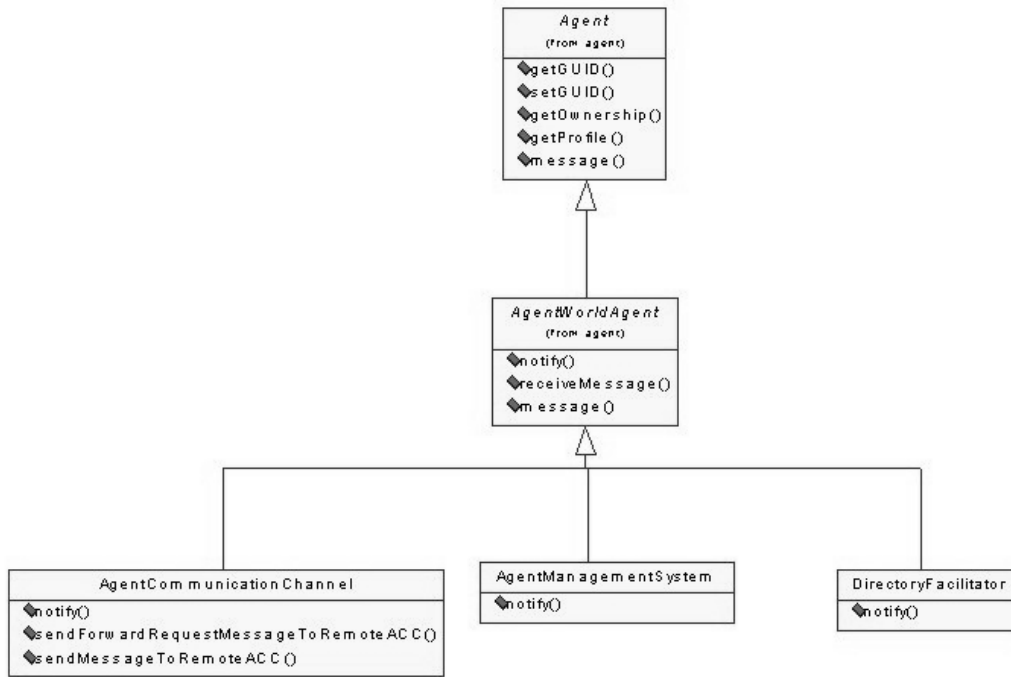 Agent
(from agent)
getGUID()
setGUID()
getOwnership()
getProfile()
message()
AgentWorldAgent
(from agent)
notify()
receiveMessage()
message()
AgentCommunicationChannel
notify()
sendForwardRequestMessageToRemoteACC()
sendMessageToRemoteACC()
AgentManagementSystem
notify()
DirectoryFacilitator
notify()